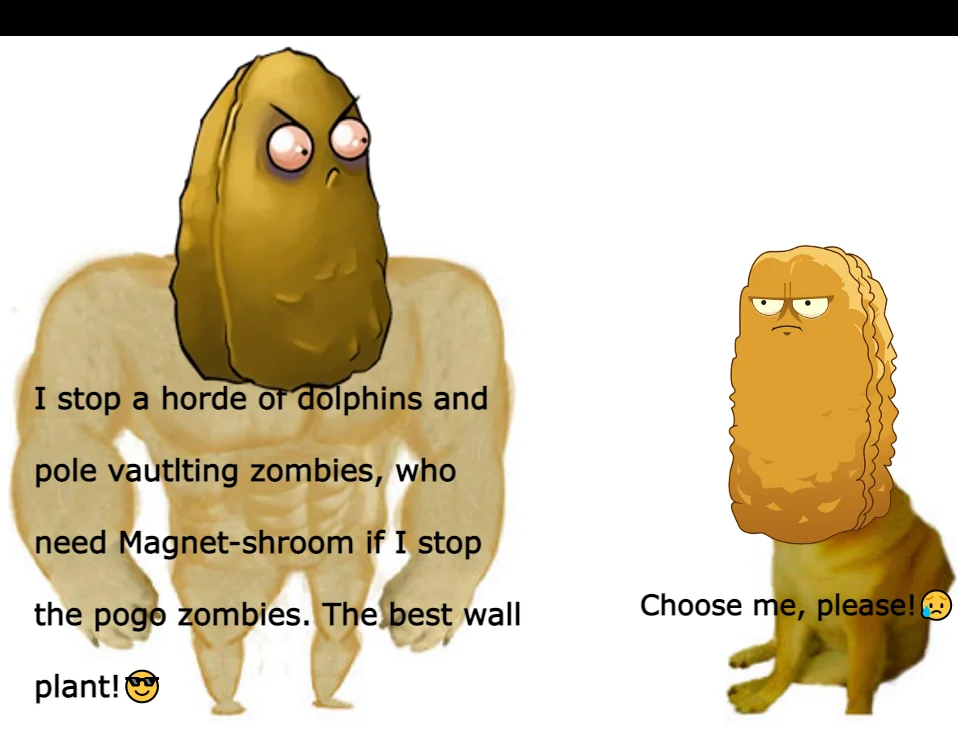 I stop a horde of dolphins and
pole vautlting zombies, who
need Magnet-shroom if I stop
the pogo zombies. The best wall
plant!😎
Choose me, please!😥